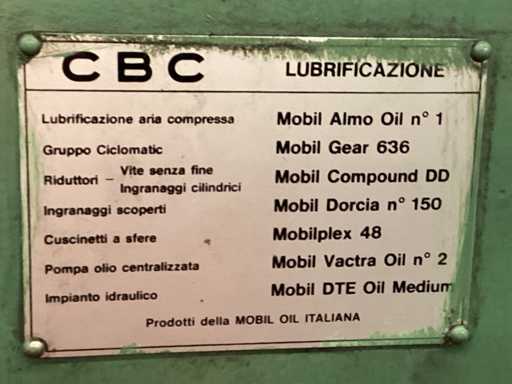 CBC LUBRIFICAZIONE
Lubrificazione aria compressa Mobil Almo Oil n° 1
Gruppo Ciclomatic Mobil Gear 636
Riduttori - Vite senza fine
Ingranaggi cilindrici Mobil Compound DD
Ingranaggi scoperti Mobil Dorcia n° 150
Cuscinetti a sfere Mobilplex 48
Pompa olio centralizzata Mobil Vactra Oil n° 2
Impianto idraulico Mobil DTE Oil Medium
Prodotti della MOBIL OIL ITALIANA